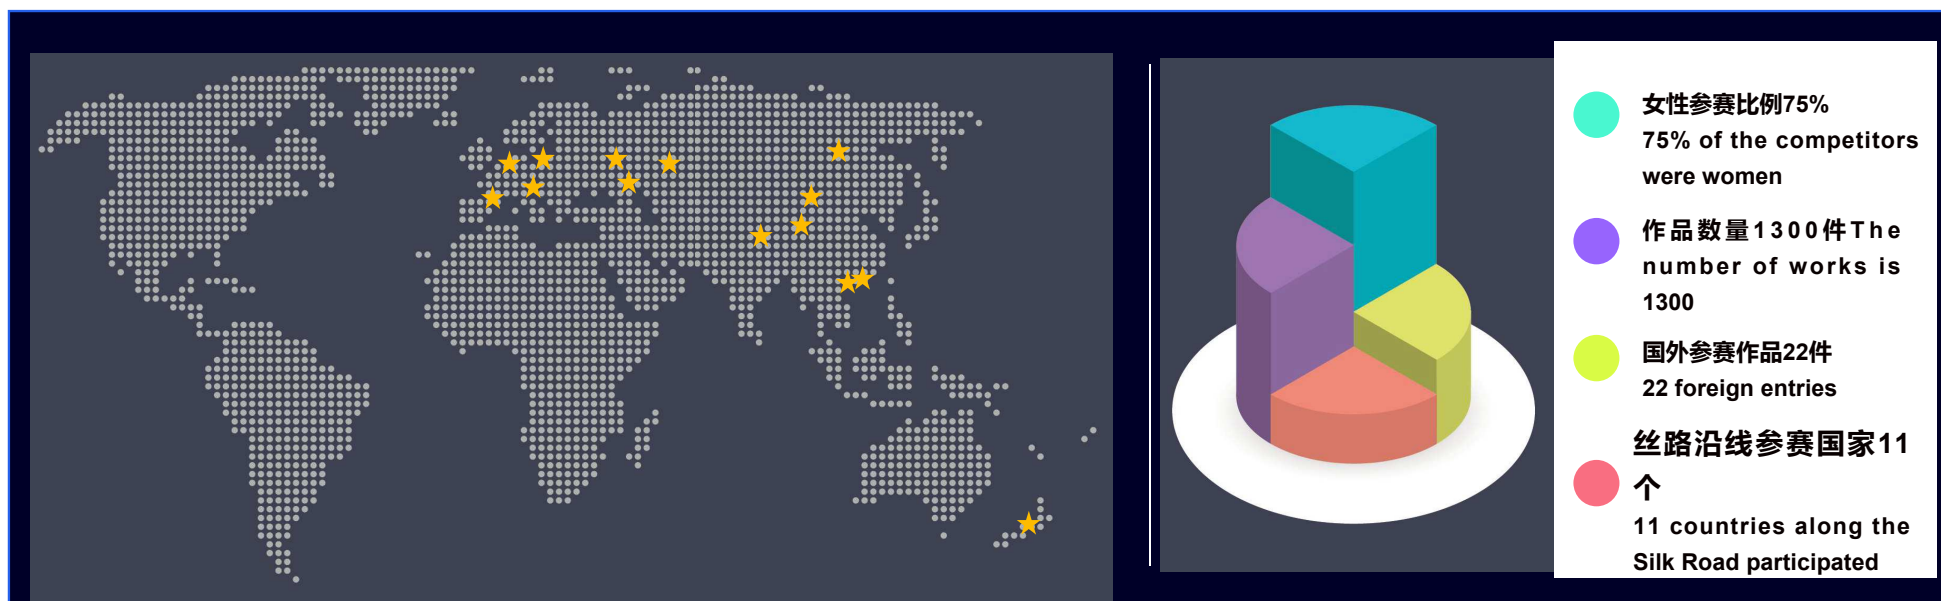 女性参赛比例75%
75% of the competitors
were women
作品数量1300件The
number of works is
1300
国外参赛作品22件
22 foreign entries
丝路沿线参赛国家11
个
11 countries along the
Silk Road participated